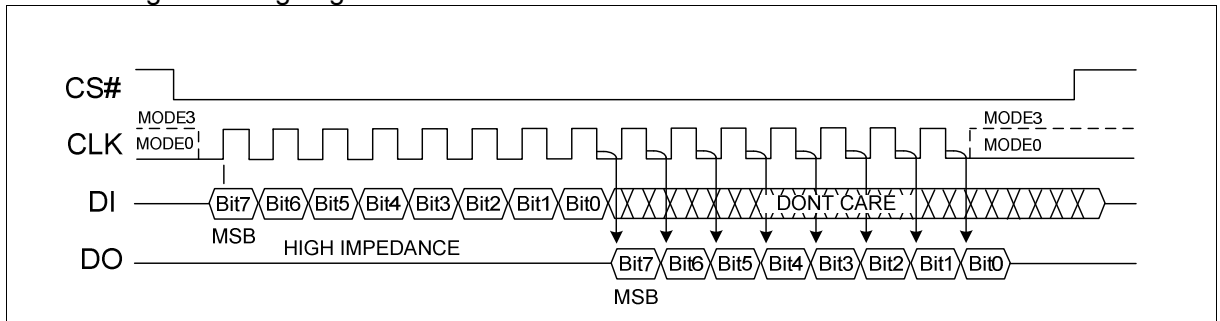 CS#
MODE3 MODE3
CLK MODE0 MODE0
DI Bit7 Bit6 Bit5 Bit4 Bit3 Bit2 Bit1 Bit0 DONT CARE
MSB
HIGH IMPEDANCE
DO Bit7 Bit6 Bit5 Bit4 Bit3 Bit2 Bit1 Bit0
MSB